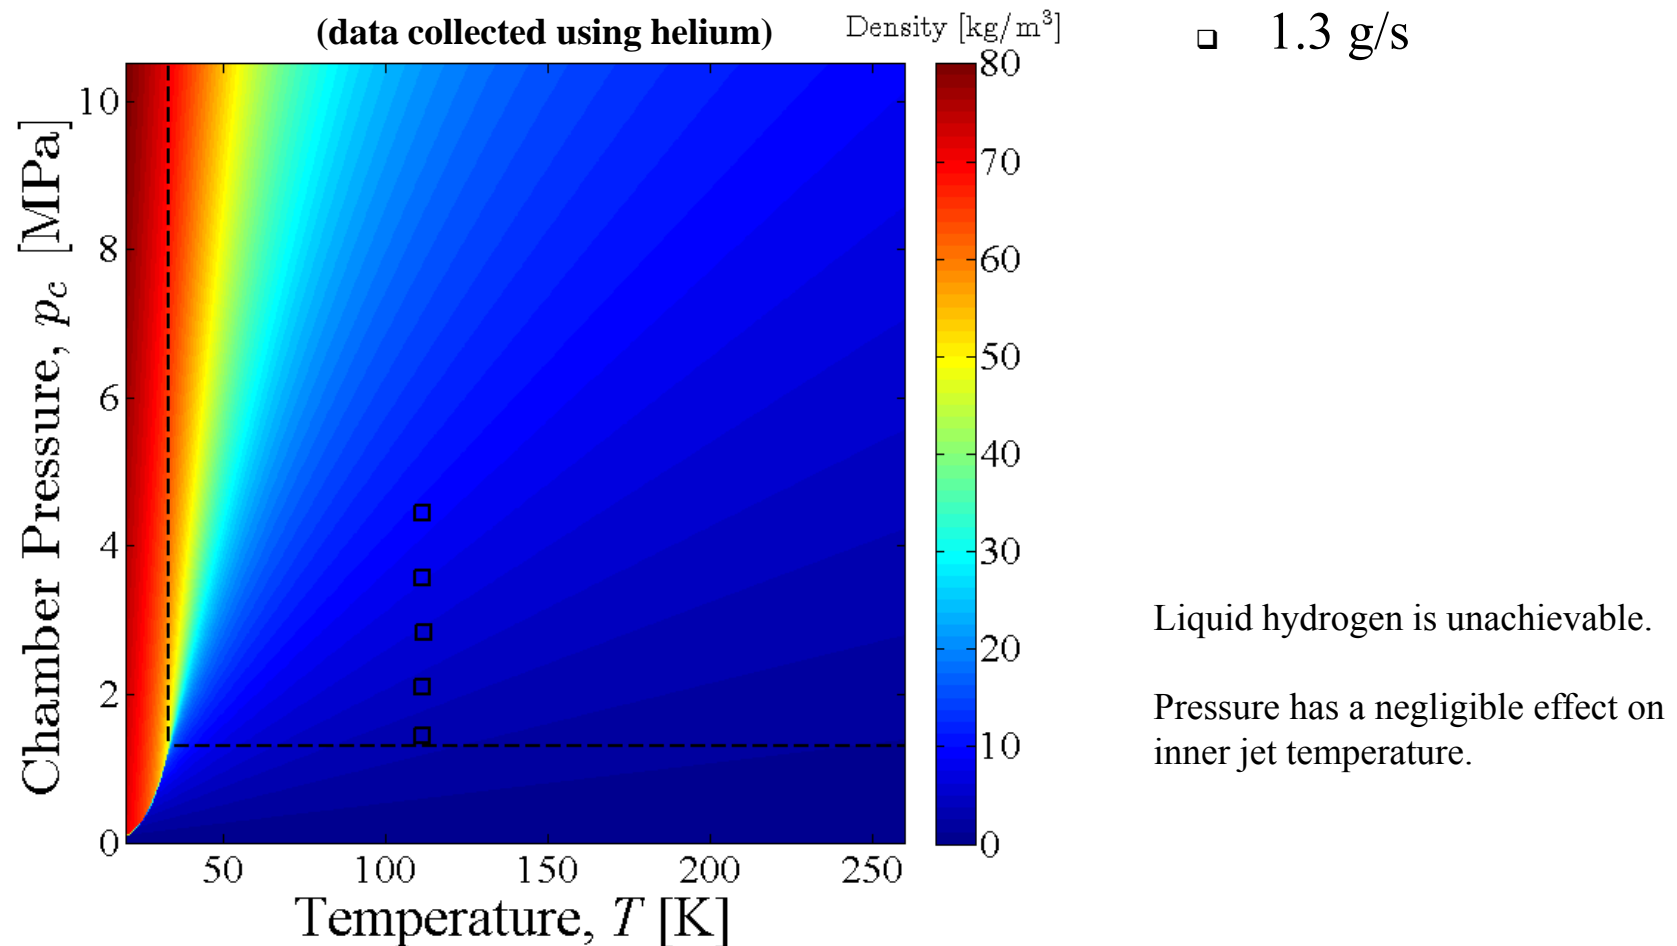 (data collected using helium)
Density [kg/m³]
□ 1.3 g/s
Chamber Pressure, p_c [MPa]
10
8
6
4
2
0
80
70
60
50
40
30
20
10
0
50
100
150
200
250
Temperature, T [K]
Liquid hydrogen is unachievable.
Pressure has a negligible effect on
inner jet temperature.